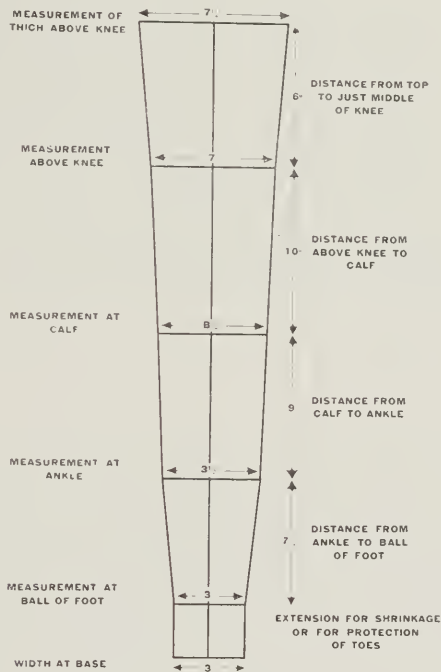 MEASUREMENT OF
THICH ABOVE KNEE
7
6
DISTANCE FROM TOP
TO JUST MIDDLE
OF KNEE
MEASUREMENT
ABOVE KNEE
7
10
DISTANCE FROM
ABOVE KNEE TO
CALF
MEASUREMENT AT
CALF
8
9
DISTANCE FROM
CALF TO ANKLE
MEASUREMENT AT
ANKLE
7
DISTANCE FROM
ANKLE TO BALL
OF FOOT
MEASUREMENT AT
BALL OF FOOT
3
EXTENSION FOR SHRINKAGE
OR FOR PROTECTION
OF TOES
WIDTH AT BASE
3